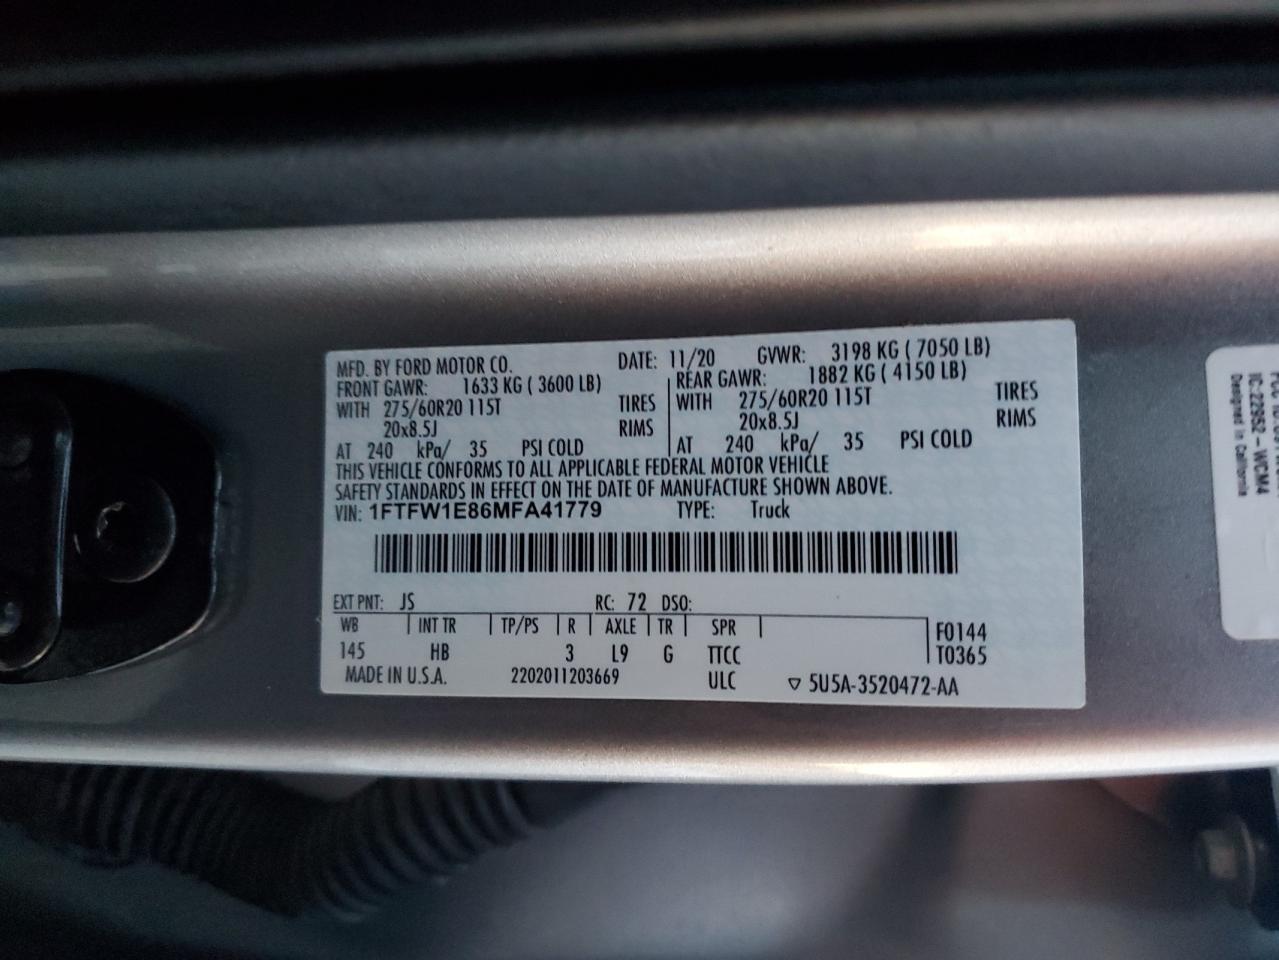 MFD. BY FORD MOTOR CO. DATE: 11/20 GVWR: 3198 KG ( 7050 LB)
FRONT GAWR: 1633 KG ( 3600 LB) REAR GAWR: 1882 KG ( 4150 LB)
WITH 275/60R20 115T TIRES WITH 275/60R20 115T TIRES
20x8.5J RIMS 20x8.5J RIMS
AT 240 kPa/ 35 PSI COLD AT 240 kPa/ 35 PSI COLD
THIS VEHICLE CONFORMS TO ALL APPLICABLE FEDERAL MOTOR VEHICLE
SAFETY STANDARDS IN EFFECT ON THE DATE OF MANUFACTURE SHOWN ABOVE.
VIN: 1FTFW1E86MFA41779 TYPE: Truck
EXT PNT: JS RC: 72 DSO:
WB INT TR TP/PS R AXLE TR SPR F0144
145 HB 3 L9 G TTCC T0365
MADE IN U.S.A. 2202011203669 ULC ▽ 5U5A-3520472-AA
IC:22952-WCM4
Designed in California